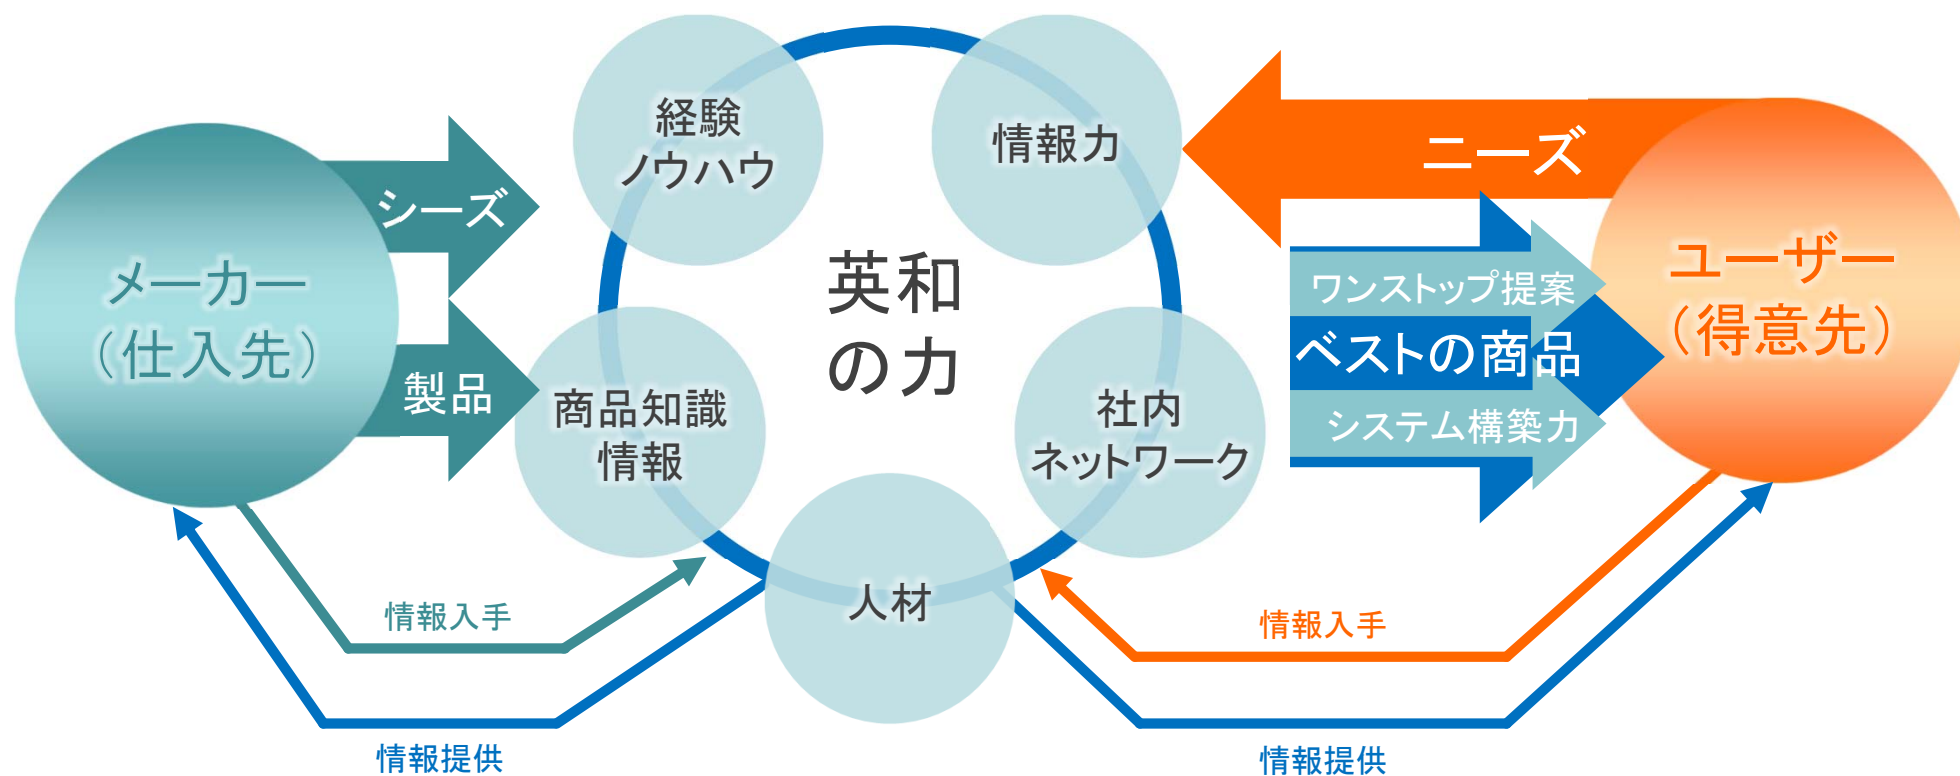 メーカー
（仕入先）
シーズ
製品
経験
ノウハウ
情報力
商品知識
情報
社内
ネットワーク
人材
英和
の力
ニーズ
ワンストップ提案
ベストの商品
システム構築力
ユーザー
（得意先）
情報入手
情報提供
情報入手
情報提供